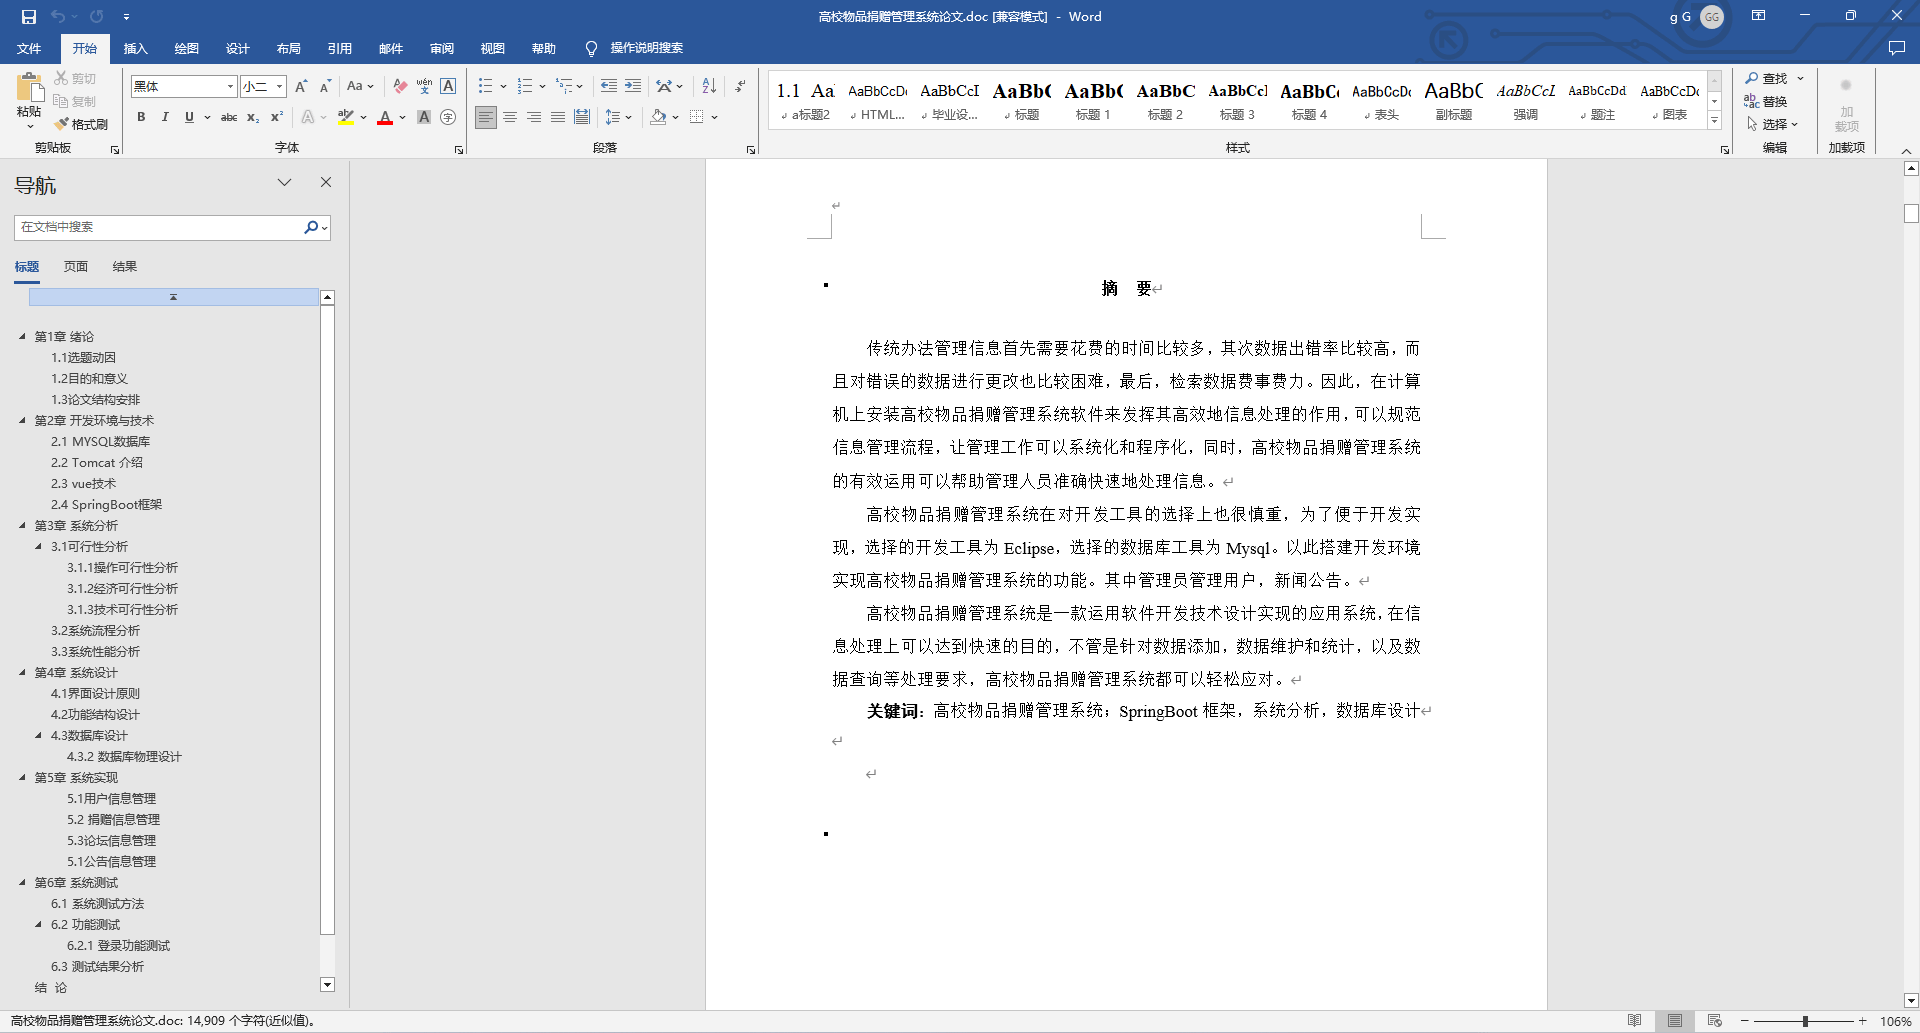 高校物品捐赠管理系统论文.doc [兼容模式] - Word
g G
GG
文件 开始 插入 绘图 设计 布局 引用 邮件 审阅 视图 帮助 操作说明搜索
粘贴
剪切
复制
格式刷
剪贴板
黑体 小二
字体
段落
1.1 Aa AaBbCcDc AaBbCcI AaBb( AaBb( AaBbC AaBbCcI AaBbC AaBbCcDc AaBbC AaBbCcL AaBbCcDd AaBbCcDc
a标题2 HTML... 毕业设... 标题 标题 1 标题 2 标题 3 标题 4 表头 副标题 强调 题注 图表
样式
查找
替换
选择
编辑
加
载项
加载项
导航
在文档中搜索
标题 页面 结果
第1章 绪论
1.1选题动因
1.2目的和意义
1.3论文结构安排
第2章 开发环境与技术
2.1 MYSQL数据库
2.2 Tomcat 介绍
2.3 vue技术
2.4 SpringBoot框架
第3章 系统分析
3.1可行性分析
3.1.1操作可行性分析
3.1.2经济可行性分析
3.1.3技术可行性分析
3.2系统流程分析
3.3系统性能分析
第4章 系统设计
4.1界面设计原则
4.2功能结构设计
4.3数据库设计
4.3.2 数据库物理设计
第5章 系统实现
5.1用户信息管理
5.2 捐赠信息管理
5.3论坛信息管理
5.1公告信息管理
第6章 系统测试
6.1 系统测试方法
6.2 功能测试
6.2.1 登录功能测试
6.3 测试结果分析
结 论
摘 要
传统办法管理信息首先需要花费的时间比较多，其次数据出错率比较高，而
且对错误的数据进行更改也比较困难，最后，检索数据费事费力。因此，在计算
机上安装高校物品捐赠管理系统软件来发挥其高效地信息处理的作用，可以规范
信息管理流程，让管理工作可以系统化和程序化，同时，高校物品捐赠管理系统
的有效运用可以帮助管理人员准确快速地处理信息。
高校物品捐赠管理系统在对开发工具的选择上也很慎重，为了便于开发实
现，选择的开发工具为 Eclipse，选择的数据库工具为 Mysql。以此搭建开发环境
实现高校物品捐赠管理系统的功能。其中管理员管理用户，新闻公告。
高校物品捐赠管理系统是一款运用软件开发技术设计实现的应用系统，在信
息处理上可以达到快速的目的，不管是针对数据添加，数据维护和统计，以及数
据查询等处理要求，高校物品捐赠管理系统都可以轻松应对。
关键词：高校物品捐赠管理系统；SpringBoot 框架，系统分析，数据库设计
高校物品捐赠管理系统论文.doc: 14,909 个字符(近似值)。
106%